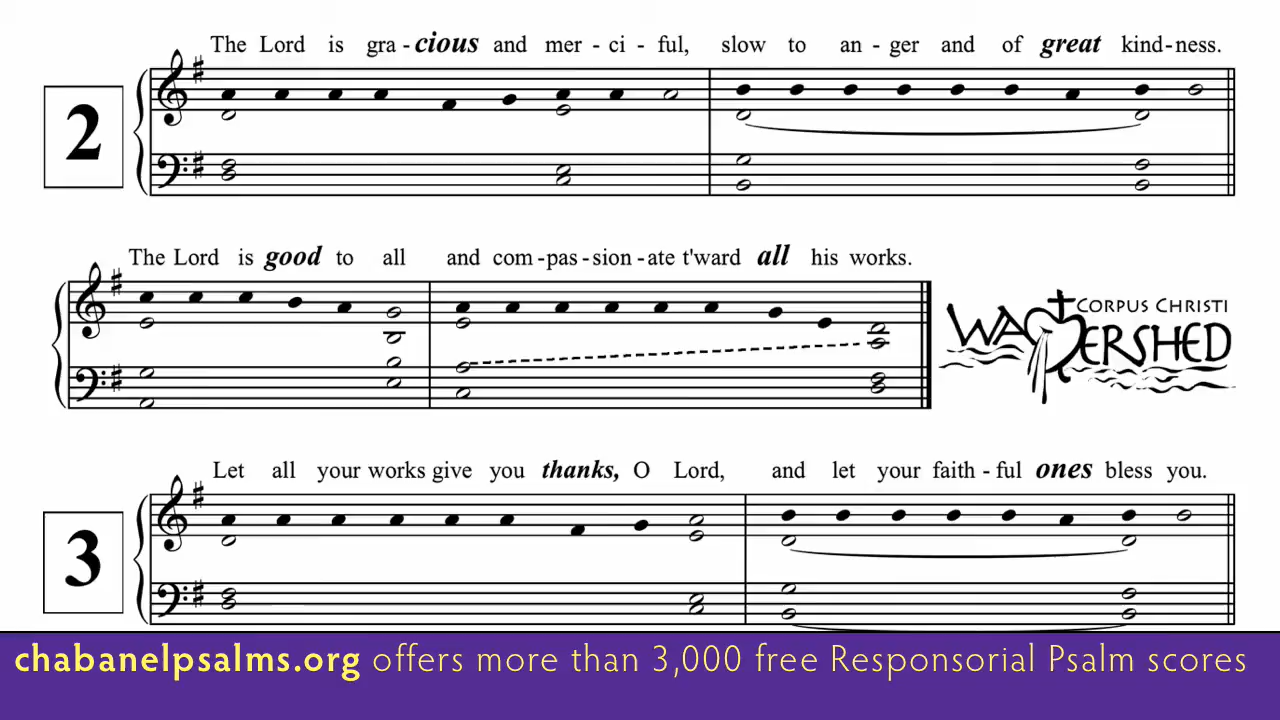 The Lord is gra - cious and mer - ci - ful, slow to an - ger and of great kind - ness.
2
The Lord is good to all and com - pas - sion - ate t'ward all his works.
CORPUS CHRISTI
WATERSHED
Let all your works give you thanks, O Lord, and let your faith - ful ones bless you.
3
chabanelpsalms.org offers more than 3,000 free Responsorial Psalm scores